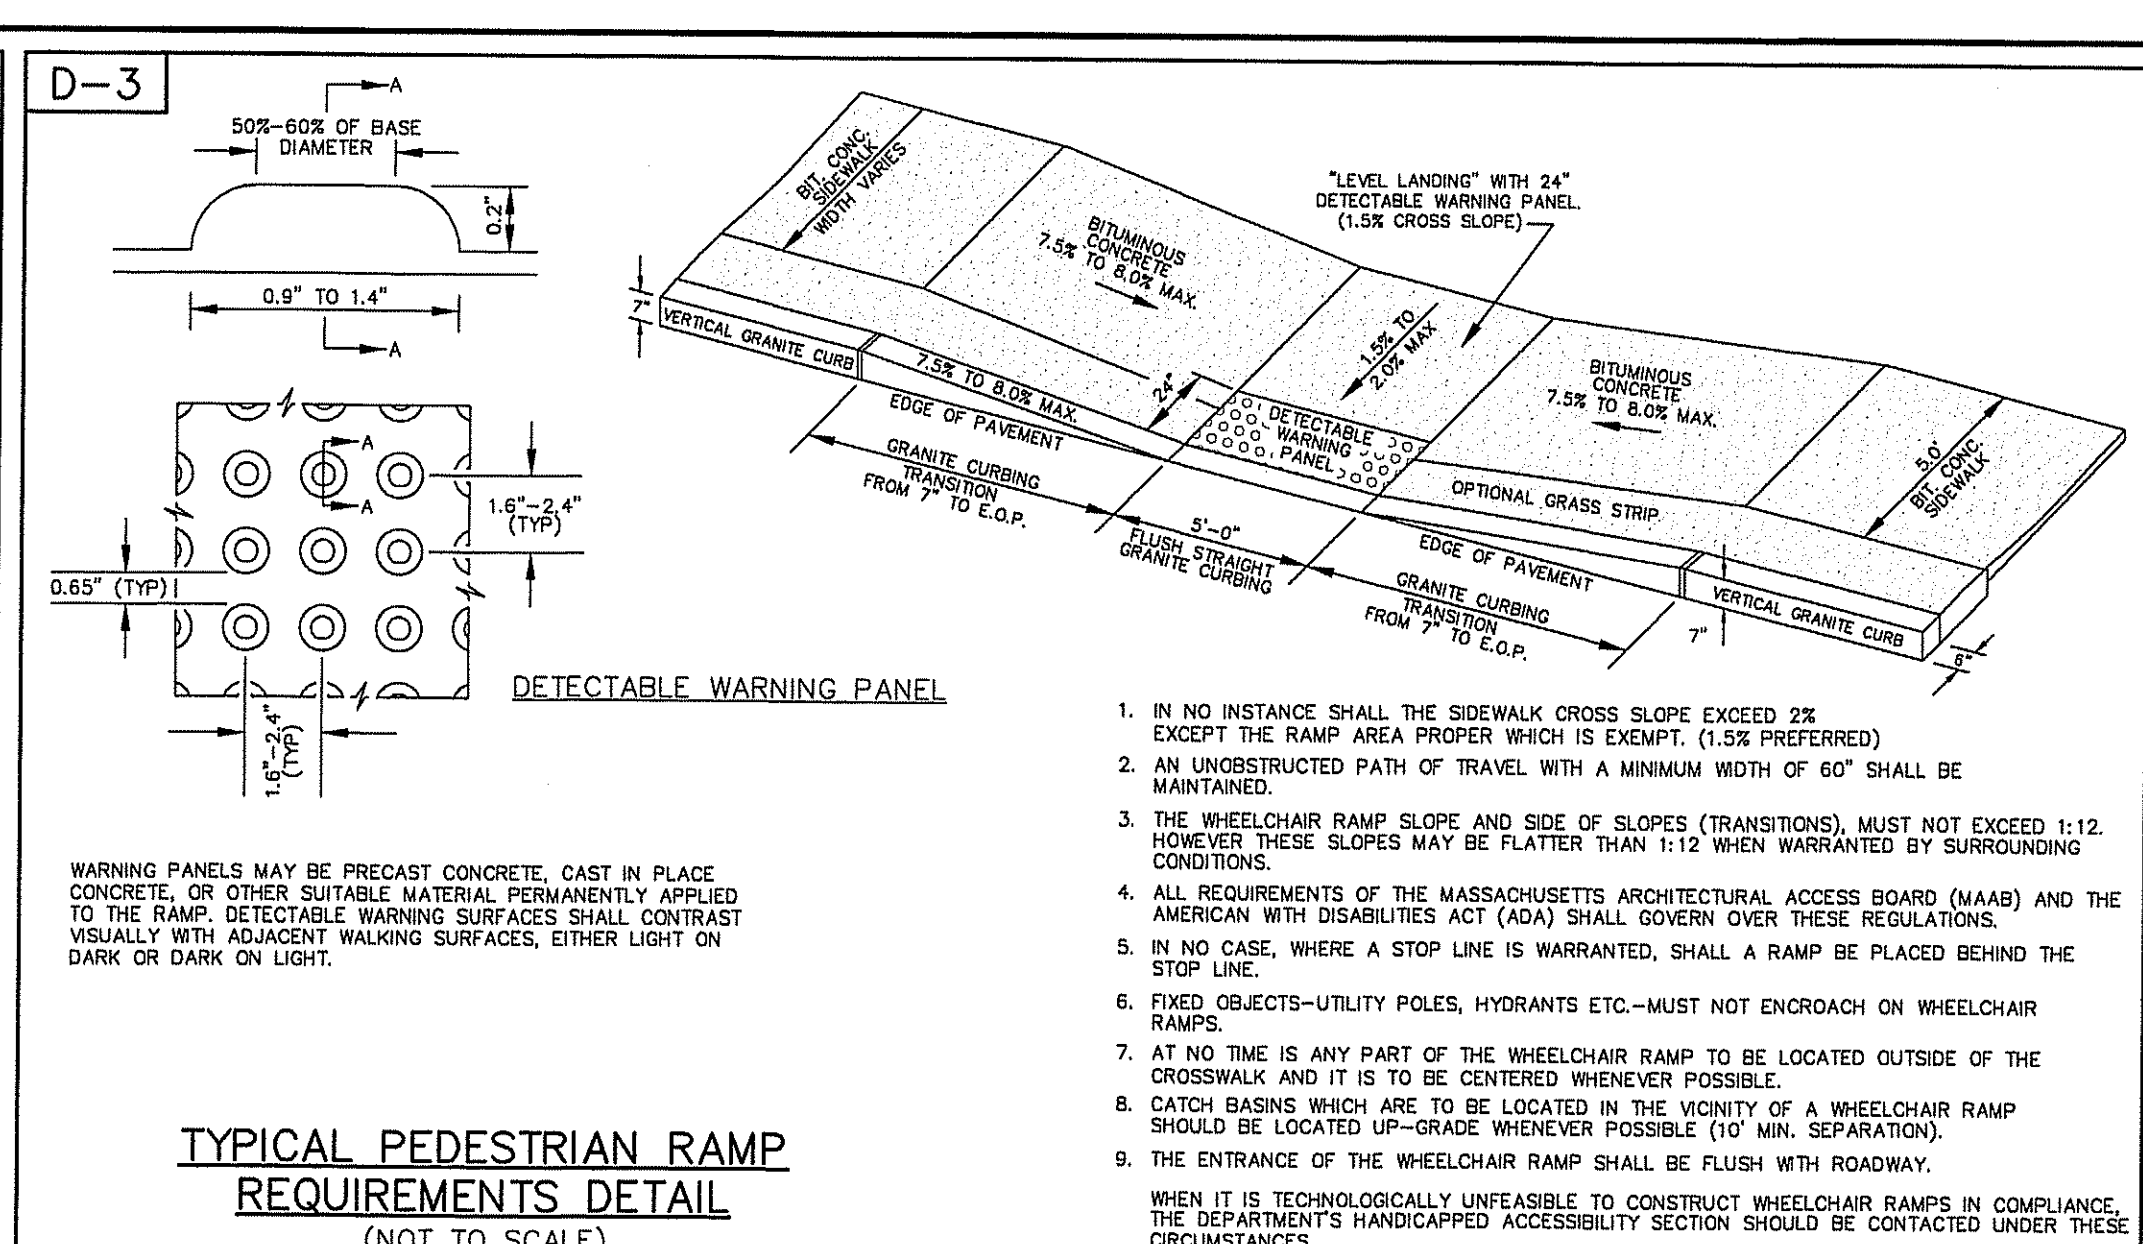 D-3
A
50%-60% OF BASE
DIAMETER
0.2"
0.9" TO 1.4"
A
A
A
1.6"-2.4"
(TYP)
0.65" (TYP)
1.6"-2.4"
(TYP)
DETECTABLE WARNING PANEL
BIT. CONC.
SIDEWALK
WIDTH VARIES
BITUMINOUS
CONCRETE
7.5% TO 8.0% MAX.
"LEVEL LANDING" WITH 24"
DETECTABLE WARNING PANEL.
(1.5% CROSS SLOPE)
7"
VERTICAL GRANITE CURB
7.5% TO 8.0% MAX.
EDGE OF PAVEMENT
24"
1.5% TO
2.0% MAX
DETECTABLE
WARNING
PANEL
BITUMINOUS
CONCRETE
7.5% TO 8.0% MAX.
5.0'
BIT. CONC.
SIDEWALK
OPTIONAL GRASS STRIP
GRANITE CURBING
TRANSITION
FROM 7" TO E.O.P.
5'-0"
FLUSH STRAIGHT
GRANITE CURBING
EDGE OF PAVEMENT
GRANITE CURBING
TRANSITION
FROM 7" TO E.O.P.
7"
VERTICAL GRANITE CURB
6"
WARNING PANELS MAY BE PRECAST CONCRETE, CAST IN PLACE
CONCRETE, OR OTHER SUITABLE MATERIAL PERMANENTLY APPLIED
TO THE RAMP. DETECTABLE WARNING SURFACES SHALL CONTRAST
VISUALLY WITH ADJACENT WALKING SURFACES, EITHER LIGHT ON
DARK OR DARK ON LIGHT.
TYPICAL PEDESTRIAN RAMP
REQUIREMENTS DETAIL
(NOT TO SCALE)
1. IN NO INSTANCE SHALL THE SIDEWALK CROSS SLOPE EXCEED 2%
EXCEPT THE RAMP AREA PROPER WHICH IS EXEMPT. (1.5% PREFERRED)
2. AN UNOBSTRUCTED PATH OF TRAVEL WITH A MINIMUM WIDTH OF 60" SHALL BE
MAINTAINED.
3. THE WHEELCHAIR RAMP SLOPE AND SIDE OF SLOPES (TRANSITIONS), MUST NOT EXCEED 1:12.
HOWEVER THESE SLOPES MAY BE FLATTER THAN 1:12 WHEN WARRANTED BY SURROUNDING
CONDITIONS.
4. ALL REQUIREMENTS OF THE MASSACHUSETTS ARCHITECTURAL ACCESS BOARD (MAAB) AND THE
AMERICAN WITH DISABILITIES ACT (ADA) SHALL GOVERN OVER THESE REGULATIONS.
5. IN NO CASE, WHERE A STOP LINE IS WARRANTED, SHALL A RAMP BE PLACED BEHIND THE
STOP LINE.
6. FIXED OBJECTS-UTILITY POLES, HYDRANTS ETC.-MUST NOT ENCROACH ON WHEELCHAIR
RAMPS.
7. AT NO TIME IS ANY PART OF THE WHEELCHAIR RAMP TO BE LOCATED OUTSIDE OF THE
CROSSWALK AND IT IS TO BE CENTERED WHENEVER POSSIBLE.
8. CATCH BASINS WHICH ARE TO BE LOCATED IN THE VICINITY OF A WHEELCHAIR RAMP
SHOULD BE LOCATED UP-GRADE WHENEVER POSSIBLE (10' MIN. SEPARATION).
9. THE ENTRANCE OF THE WHEELCHAIR RAMP SHALL BE FLUSH WITH ROADWAY.
WHEN IT IS TECHNOLOGICALLY UNFEASIBLE TO CONSTRUCT WHEELCHAIR RAMPS IN COMPLIANCE,
THE DEPARTMENT'S HANDICAPPED ACCESSIBILITY SECTION SHOULD BE CONTACTED UNDER THESE
CIRCUMSTANCES